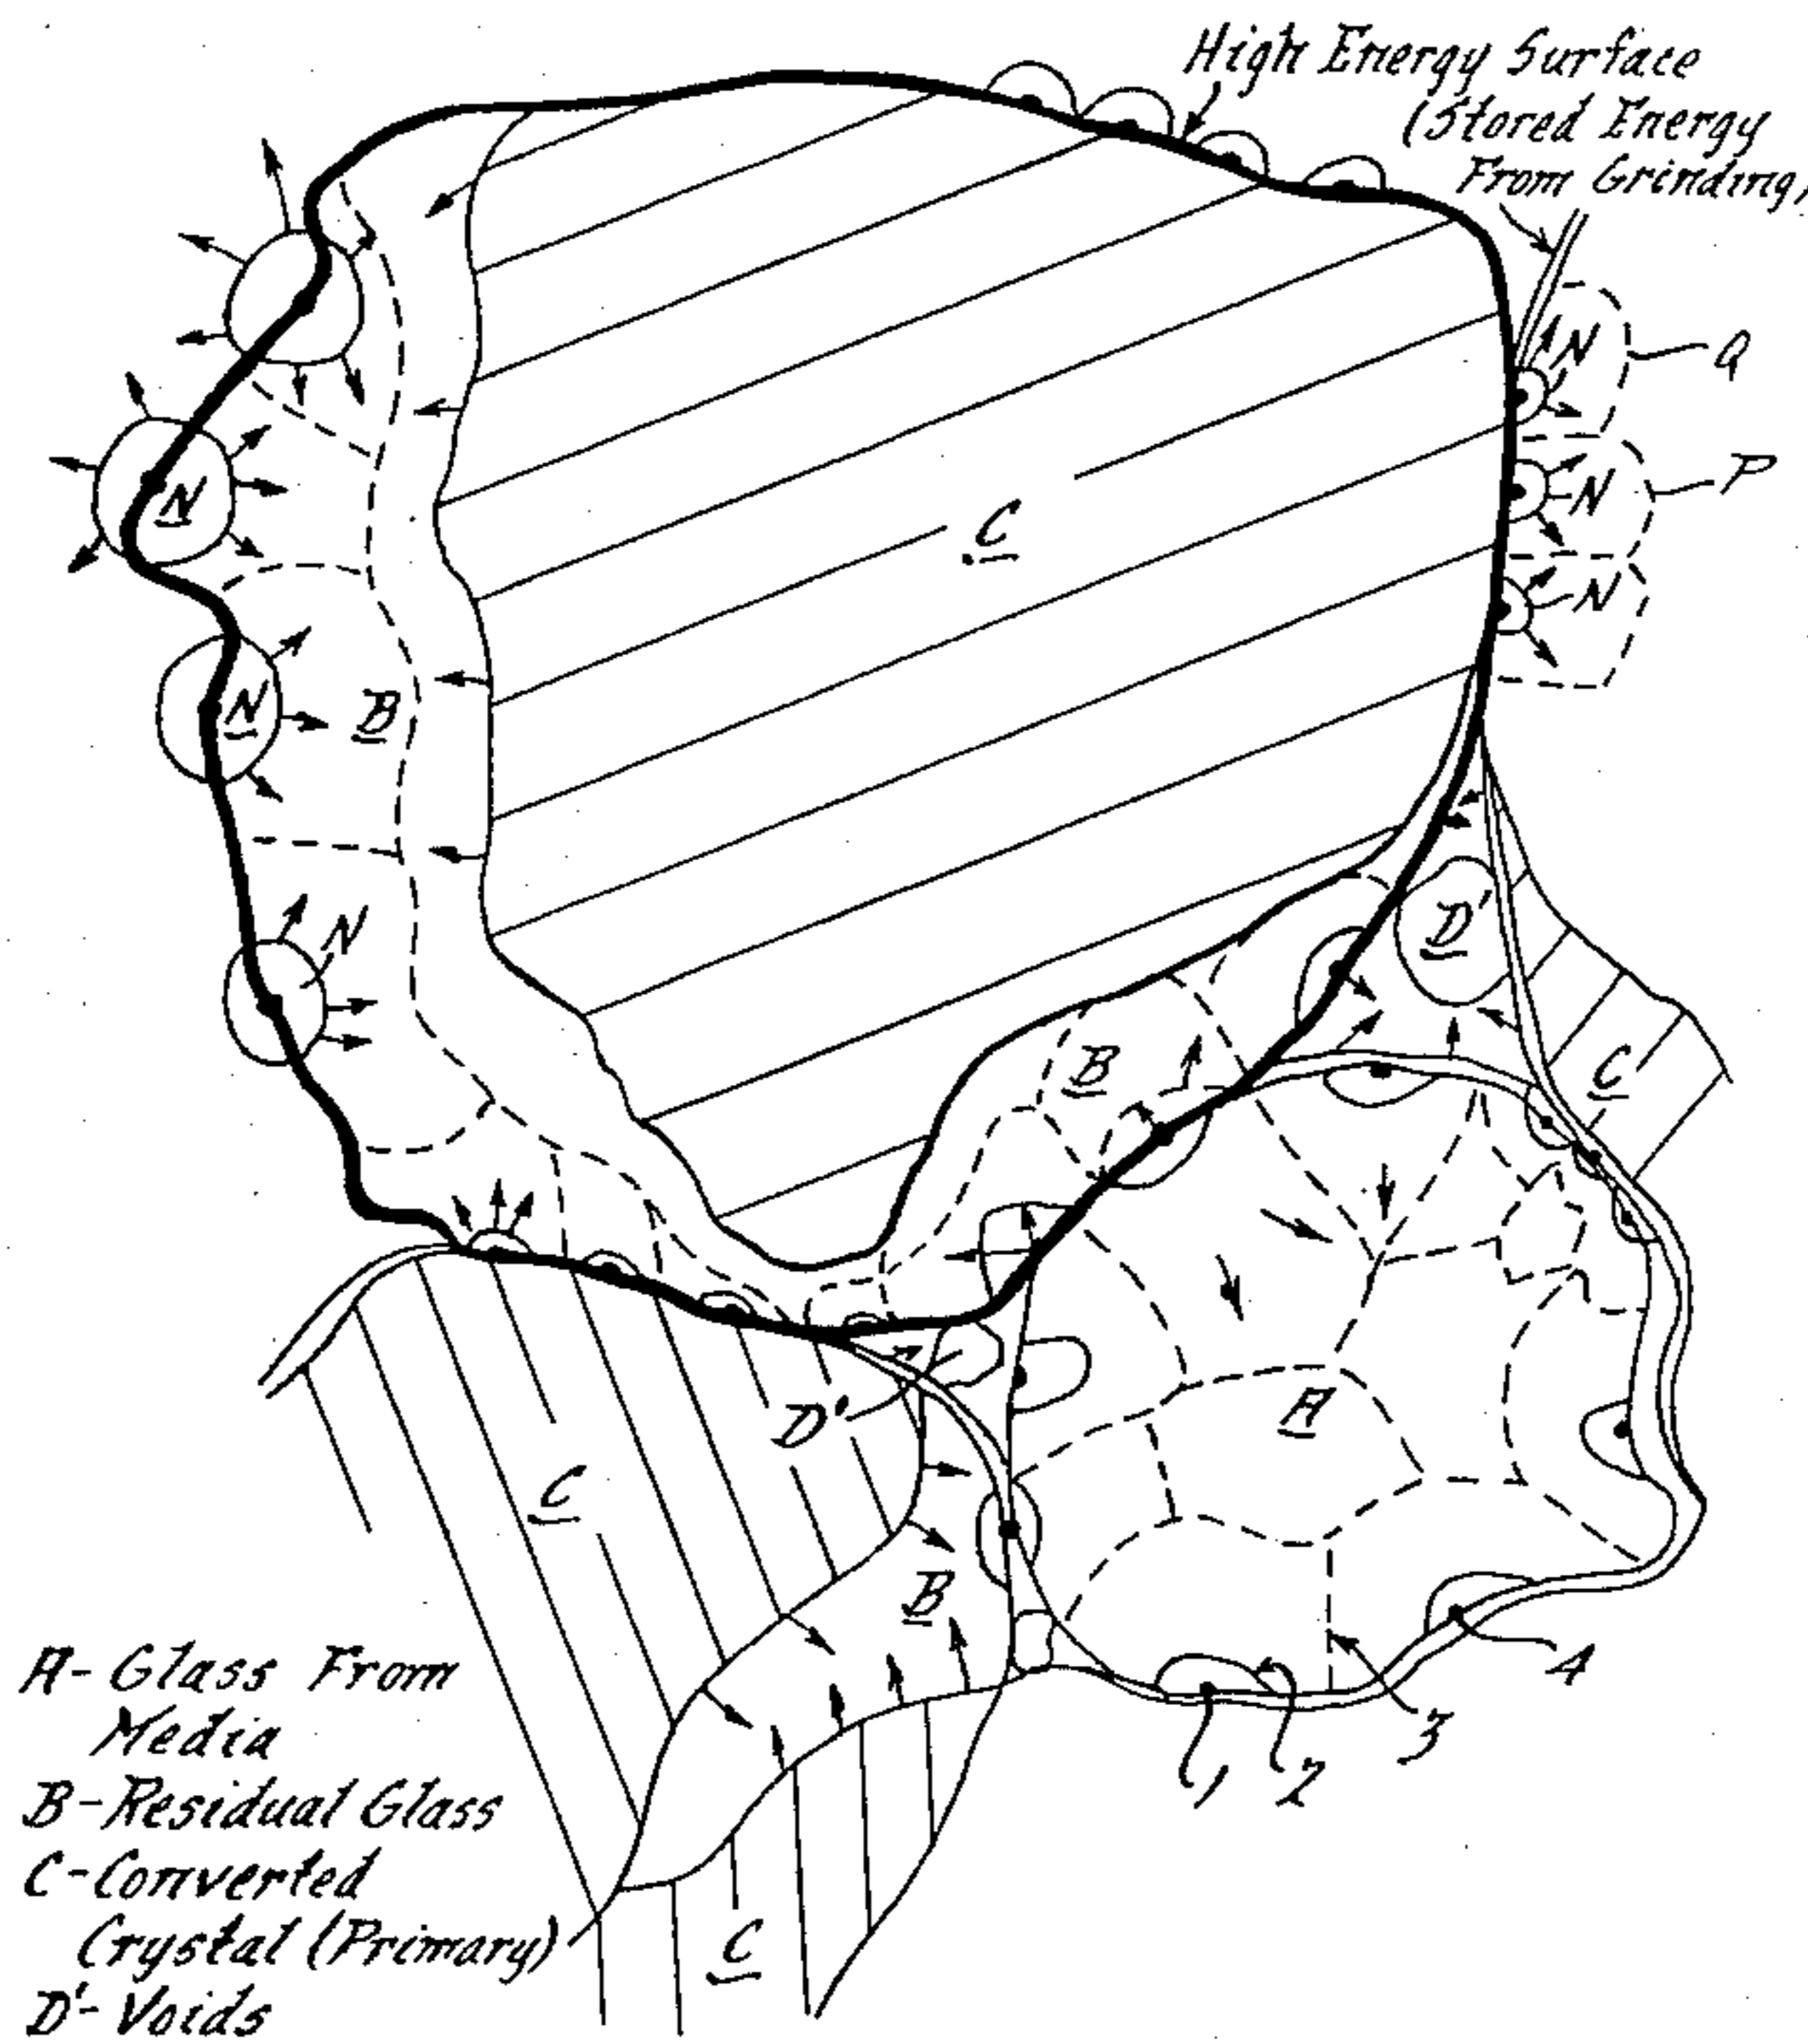 High Energy Surface
(Stored Energy
From Grinding)
N
Q
N
P
N
N
C
N
B
N
D'
B
C
D'
A
C
B
4
3
1
2
C
A- Glass From
Media
B- Residual Glass
C- Converted
Crystal (Primary)
D'- Voids